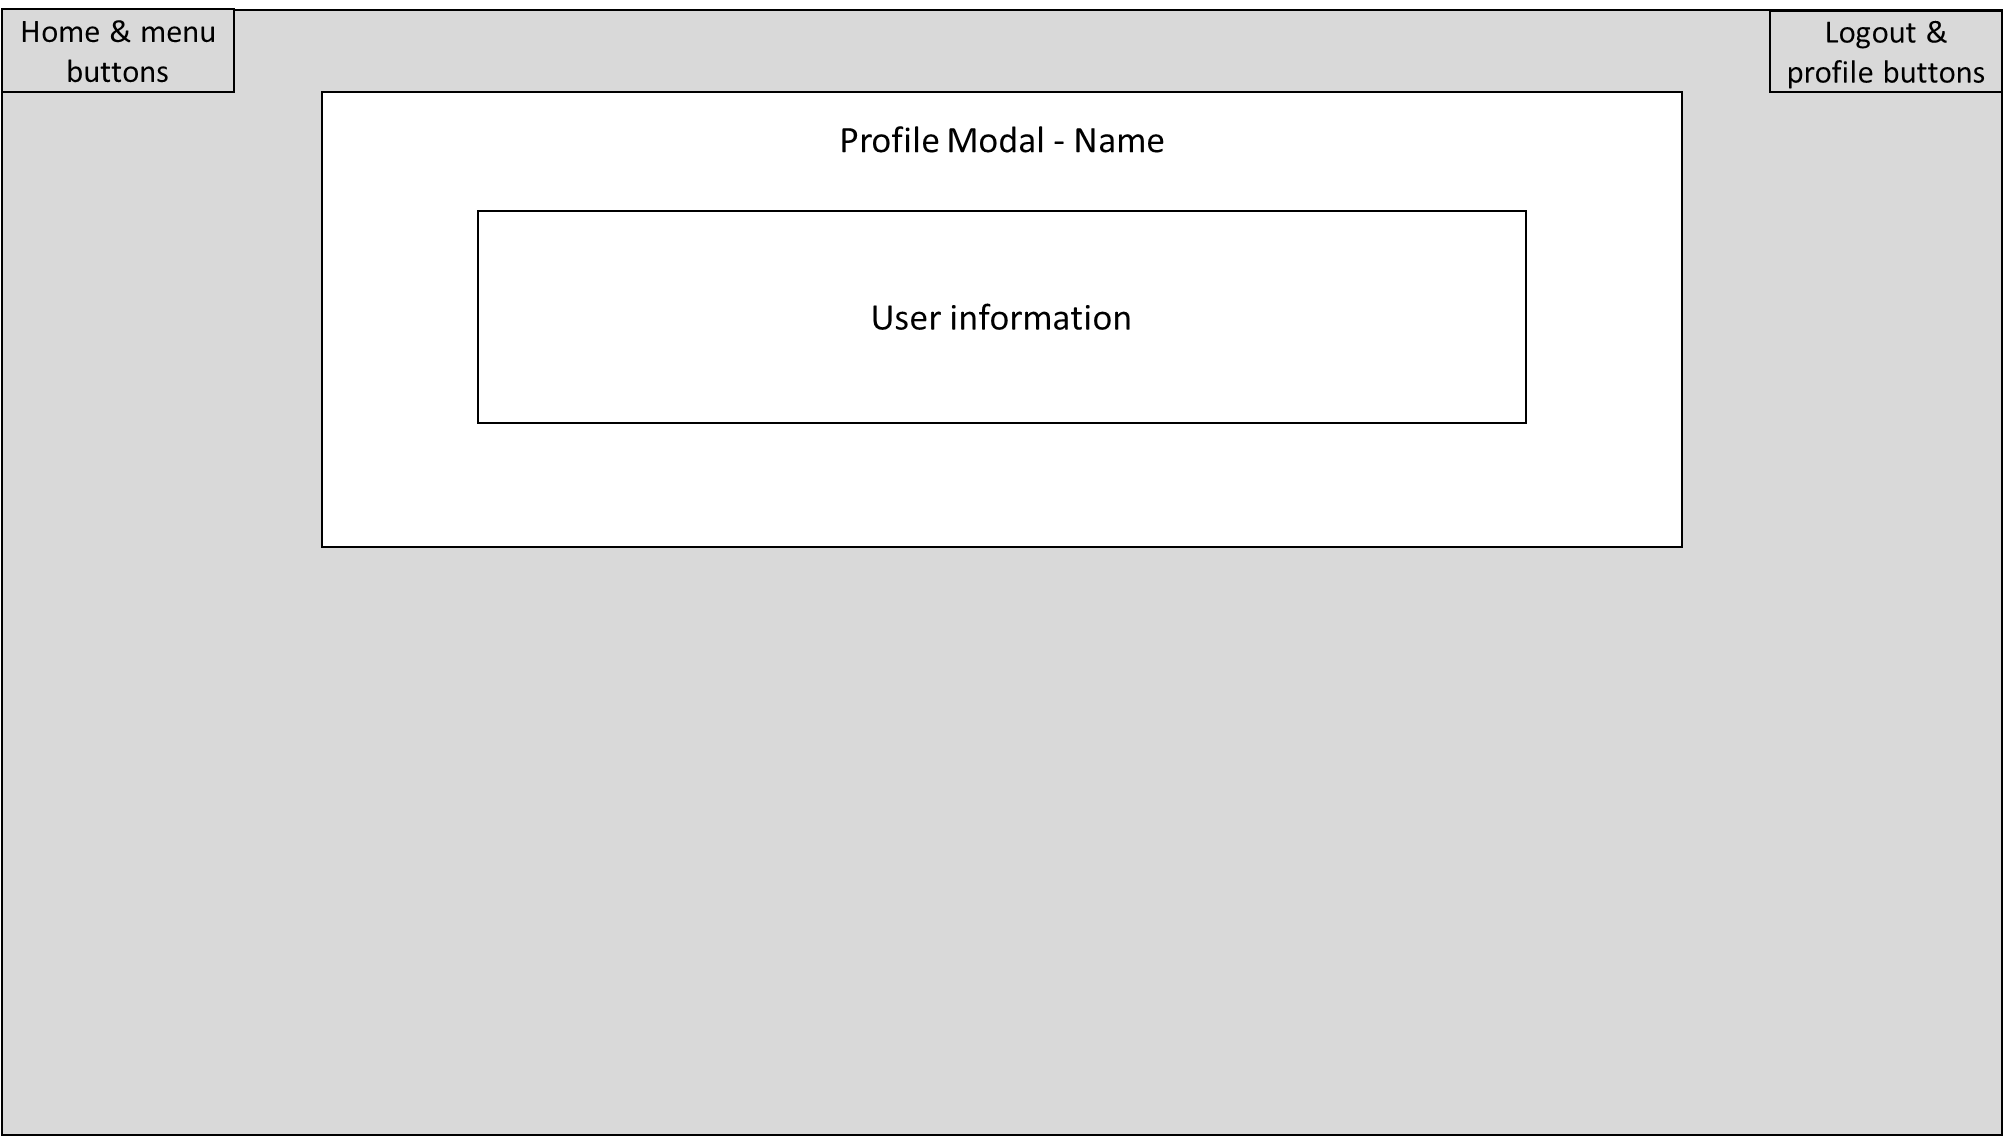 Home & menu
buttons
Logout &
profile buttons
Profile Modal - Name
User information